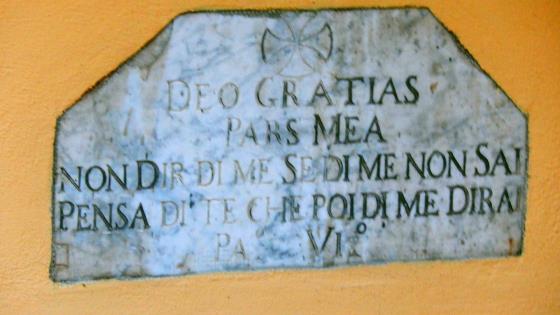 DEO GRATIAS
PARS MEA
NON DIR DI ME SE DI ME NON SAI
PENSA DI TE CHE POI DI ME DIRAI